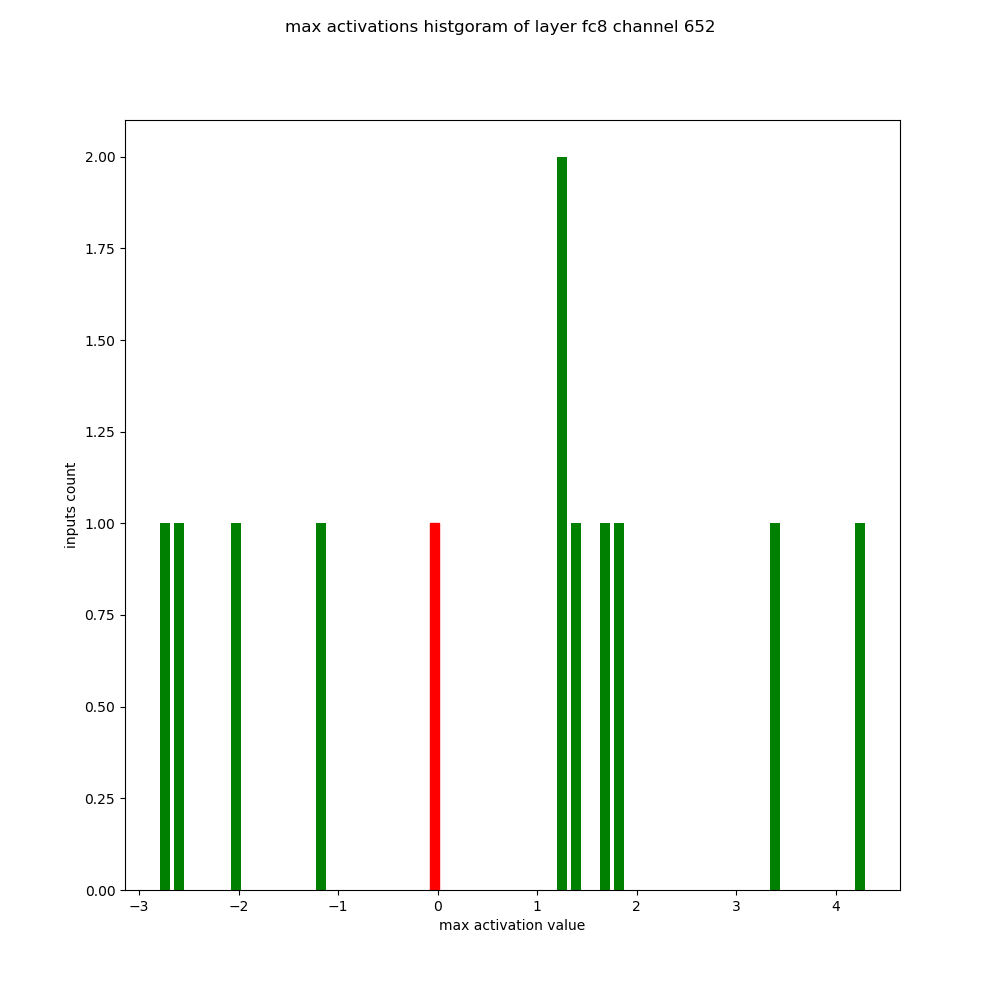 max activations histgoram of layer fc8 channel 652
2.00
1.75
1.50
1.25
1.00
0.75
0.50
0.25
0.00
inputs count
−3 −2 −1 0 1 2 3 4
max activation value